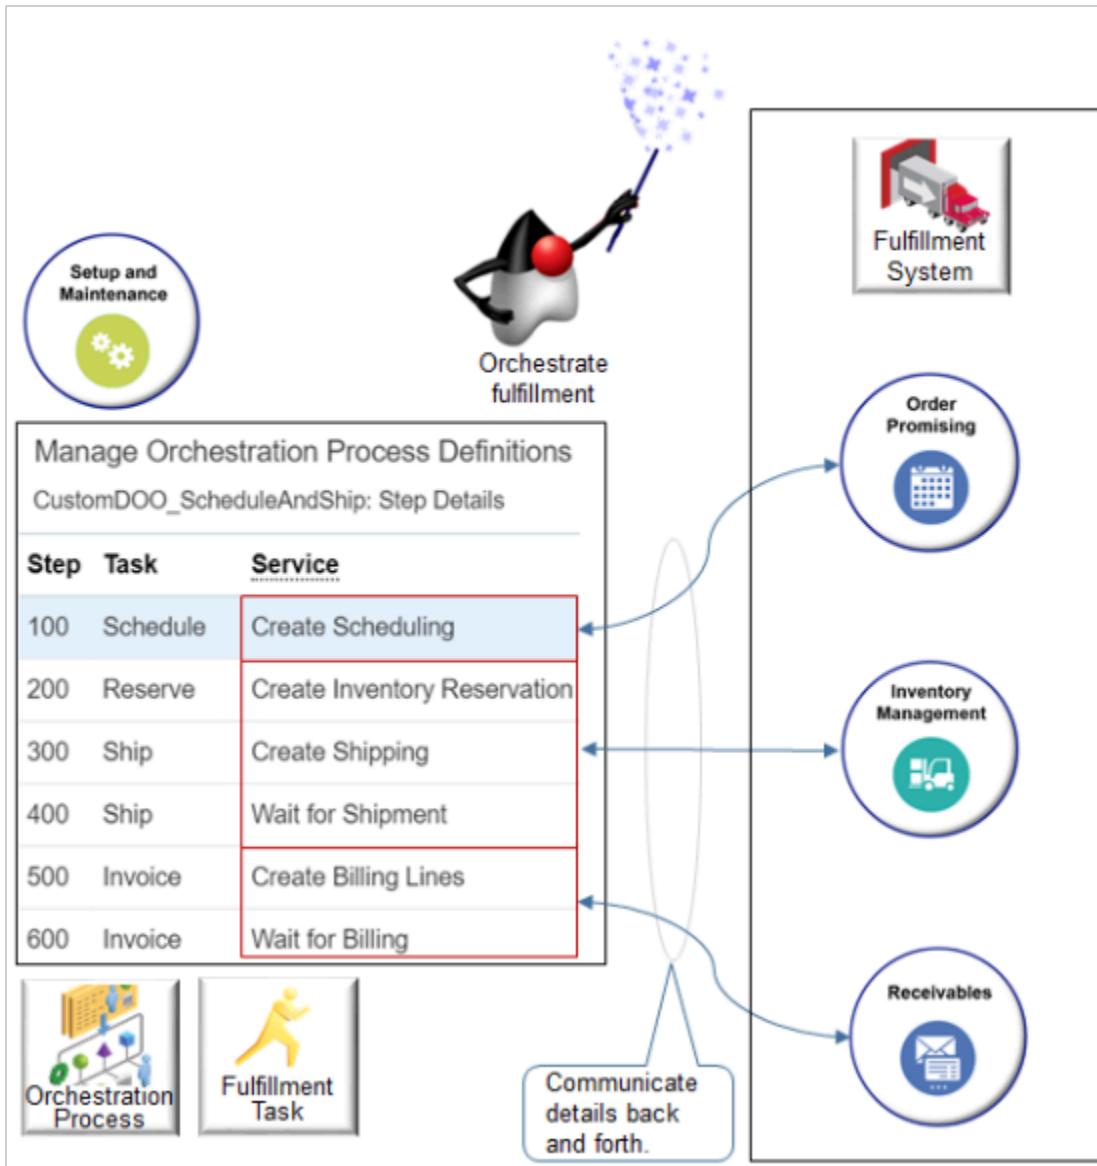 Setup and
Maintenance
Orchestrate
fulfillment
Fulfillment
System
Manage Orchestration Process Definitions
CustomDOO_ScheduleAndShip: Step Details
Step Task Service
100 Schedule Create Scheduling
200 Reserve Create Inventory Reservation
300 Ship Create Shipping
400 Ship Wait for Shipment
500 Invoice Create Billing Lines
600 Invoice Wait for Billing
Order
Promising
Inventory
Management
Receivables
Orchestration
Process
Fulfillment
Task
Communicate
details back
and forth.